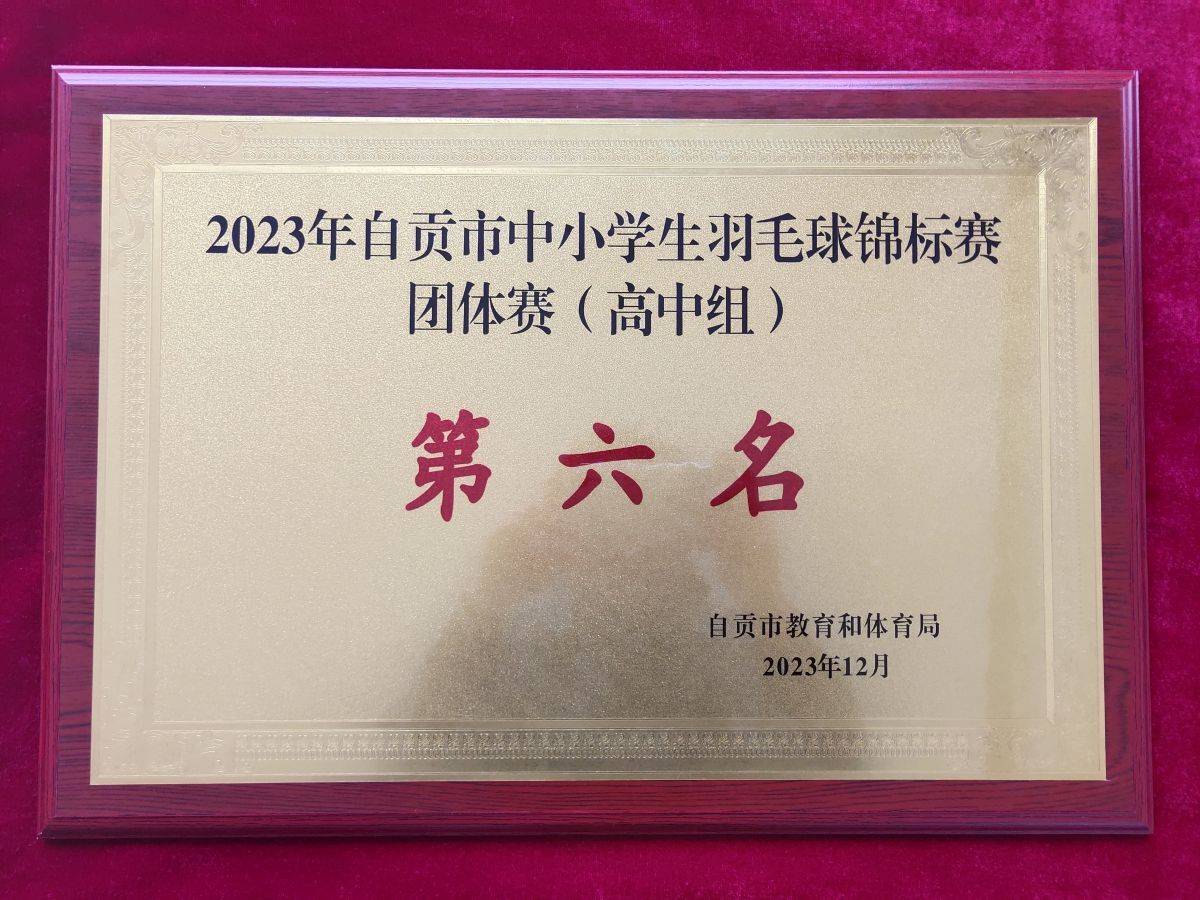 2023年自贡市中小学生羽毛球锦标赛
团体赛（高中组）
第六名
自贡市教育和体育局
2023年12月